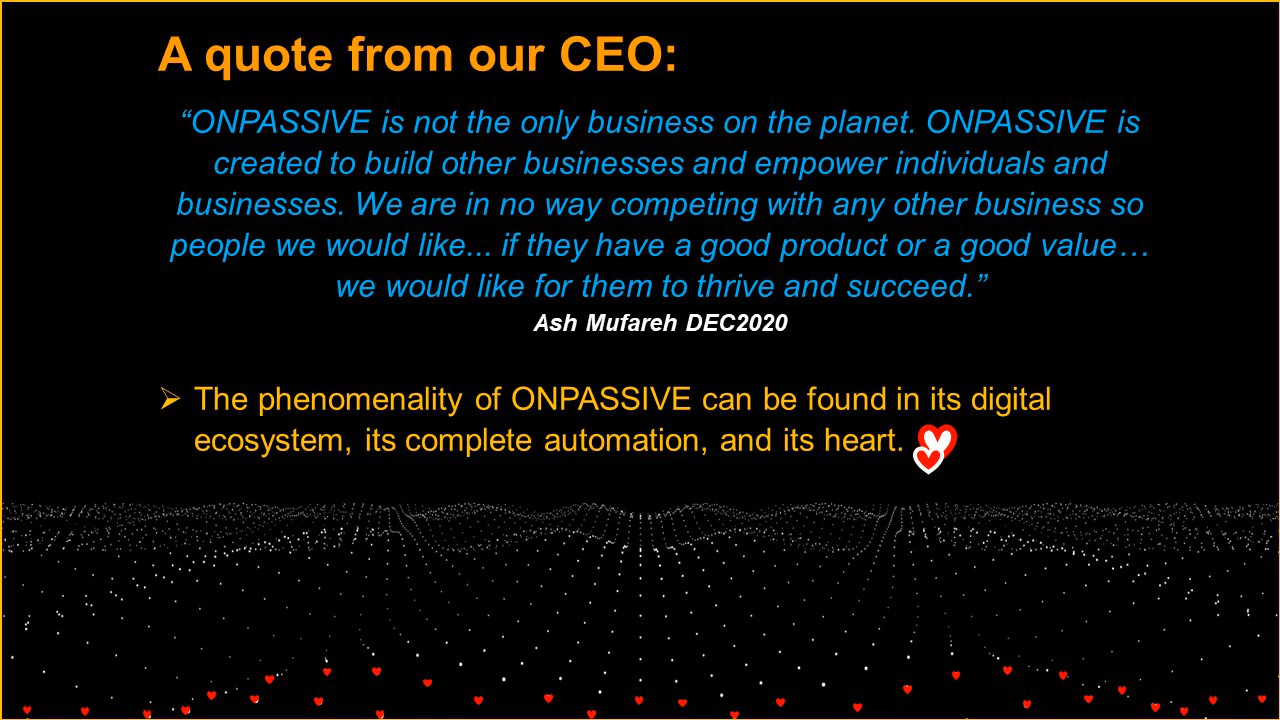 A quote from our CEO:
“ONPASSIVE is not the only business on the planet. ONPASSIVE is
created to build other businesses and empower individuals and
businesses. We are in no way competing with any other business so
people we would like... if they have a good product or a good value…
we would like for them to thrive and succeed.”
Ash Mufareh DEC2020
➢ The phenomenality of ONPASSIVE can be found in its digital
ecosystem, its complete automation, and its heart.